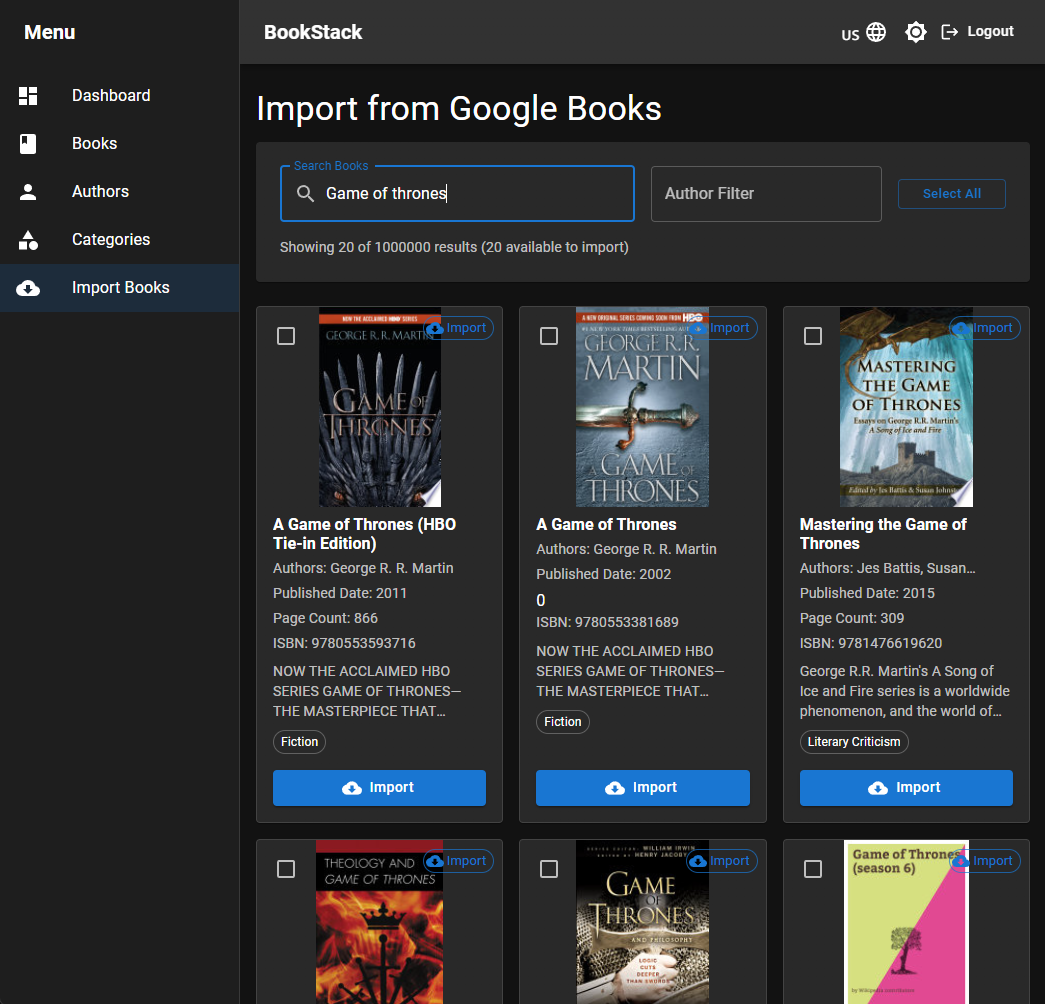 Menu
BookStack
US
Logout
Dashboard
Books
Authors
Categories
Import Books
Import from Google Books
Search Books
Game of thrones
Author Filter
Select All
Showing 20 of 1000000 results (20 available to import)
NOW THE ACCLAIMED HBO SERIES
GEORGE R. R. MARTIN
A GAME OF
THRONES
Import
A Game of Thrones (HBO
Tie-in Edition)
Authors: George R. R. Martin
Published Date: 2011
Page Count: 866
ISBN: 9780553593716
NOW THE ACCLAIMED HBO
SERIES GAME OF THRONES—
THE MASTERPIECE THAT…
Fiction
Import
A NEW ORIGINAL SERIES COMING SOON FROM HBO
#1 NEW YORK TIMES BESTSELLING
GEORGE R.R.
MARTIN
A GAME OF
THRONES
Import
A Game of Thrones
Authors: George R. R. Martin
Published Date: 2002
0
ISBN: 9780553381689
NOW THE ACCLAIMED HBO
SERIES GAME OF THRONES—
THE MASTERPIECE THAT…
Fiction
Import
MASTERING
THE GAME
OF THRONES
Essays on George R.R. Martin's
A Song of Ice and Fire
Edited by Jes Battis & Susan
Import
Mastering the Game of
Thrones
Authors: Jes Battis, Susan…
Published Date: 2015
Page Count: 309
ISBN: 9781476619620
George R.R. Martin's A Song of
Ice and Fire series is a worldwide
phenomenon, and the world of…
Literary Criticism
Import
THEOLOGY AND
GAME OF THRONES
Import
SERIES EDITOR: WILLIAM IRWIN
EDITED BY HENRY JACOBY
GAME
OF
THRONES
AND PHILOSOPHY
LOGIC
CUTS
DEEPER
THAN SWORDS
Import
Game of Thrones
(season 6)
by Wikipedia contributors
Import